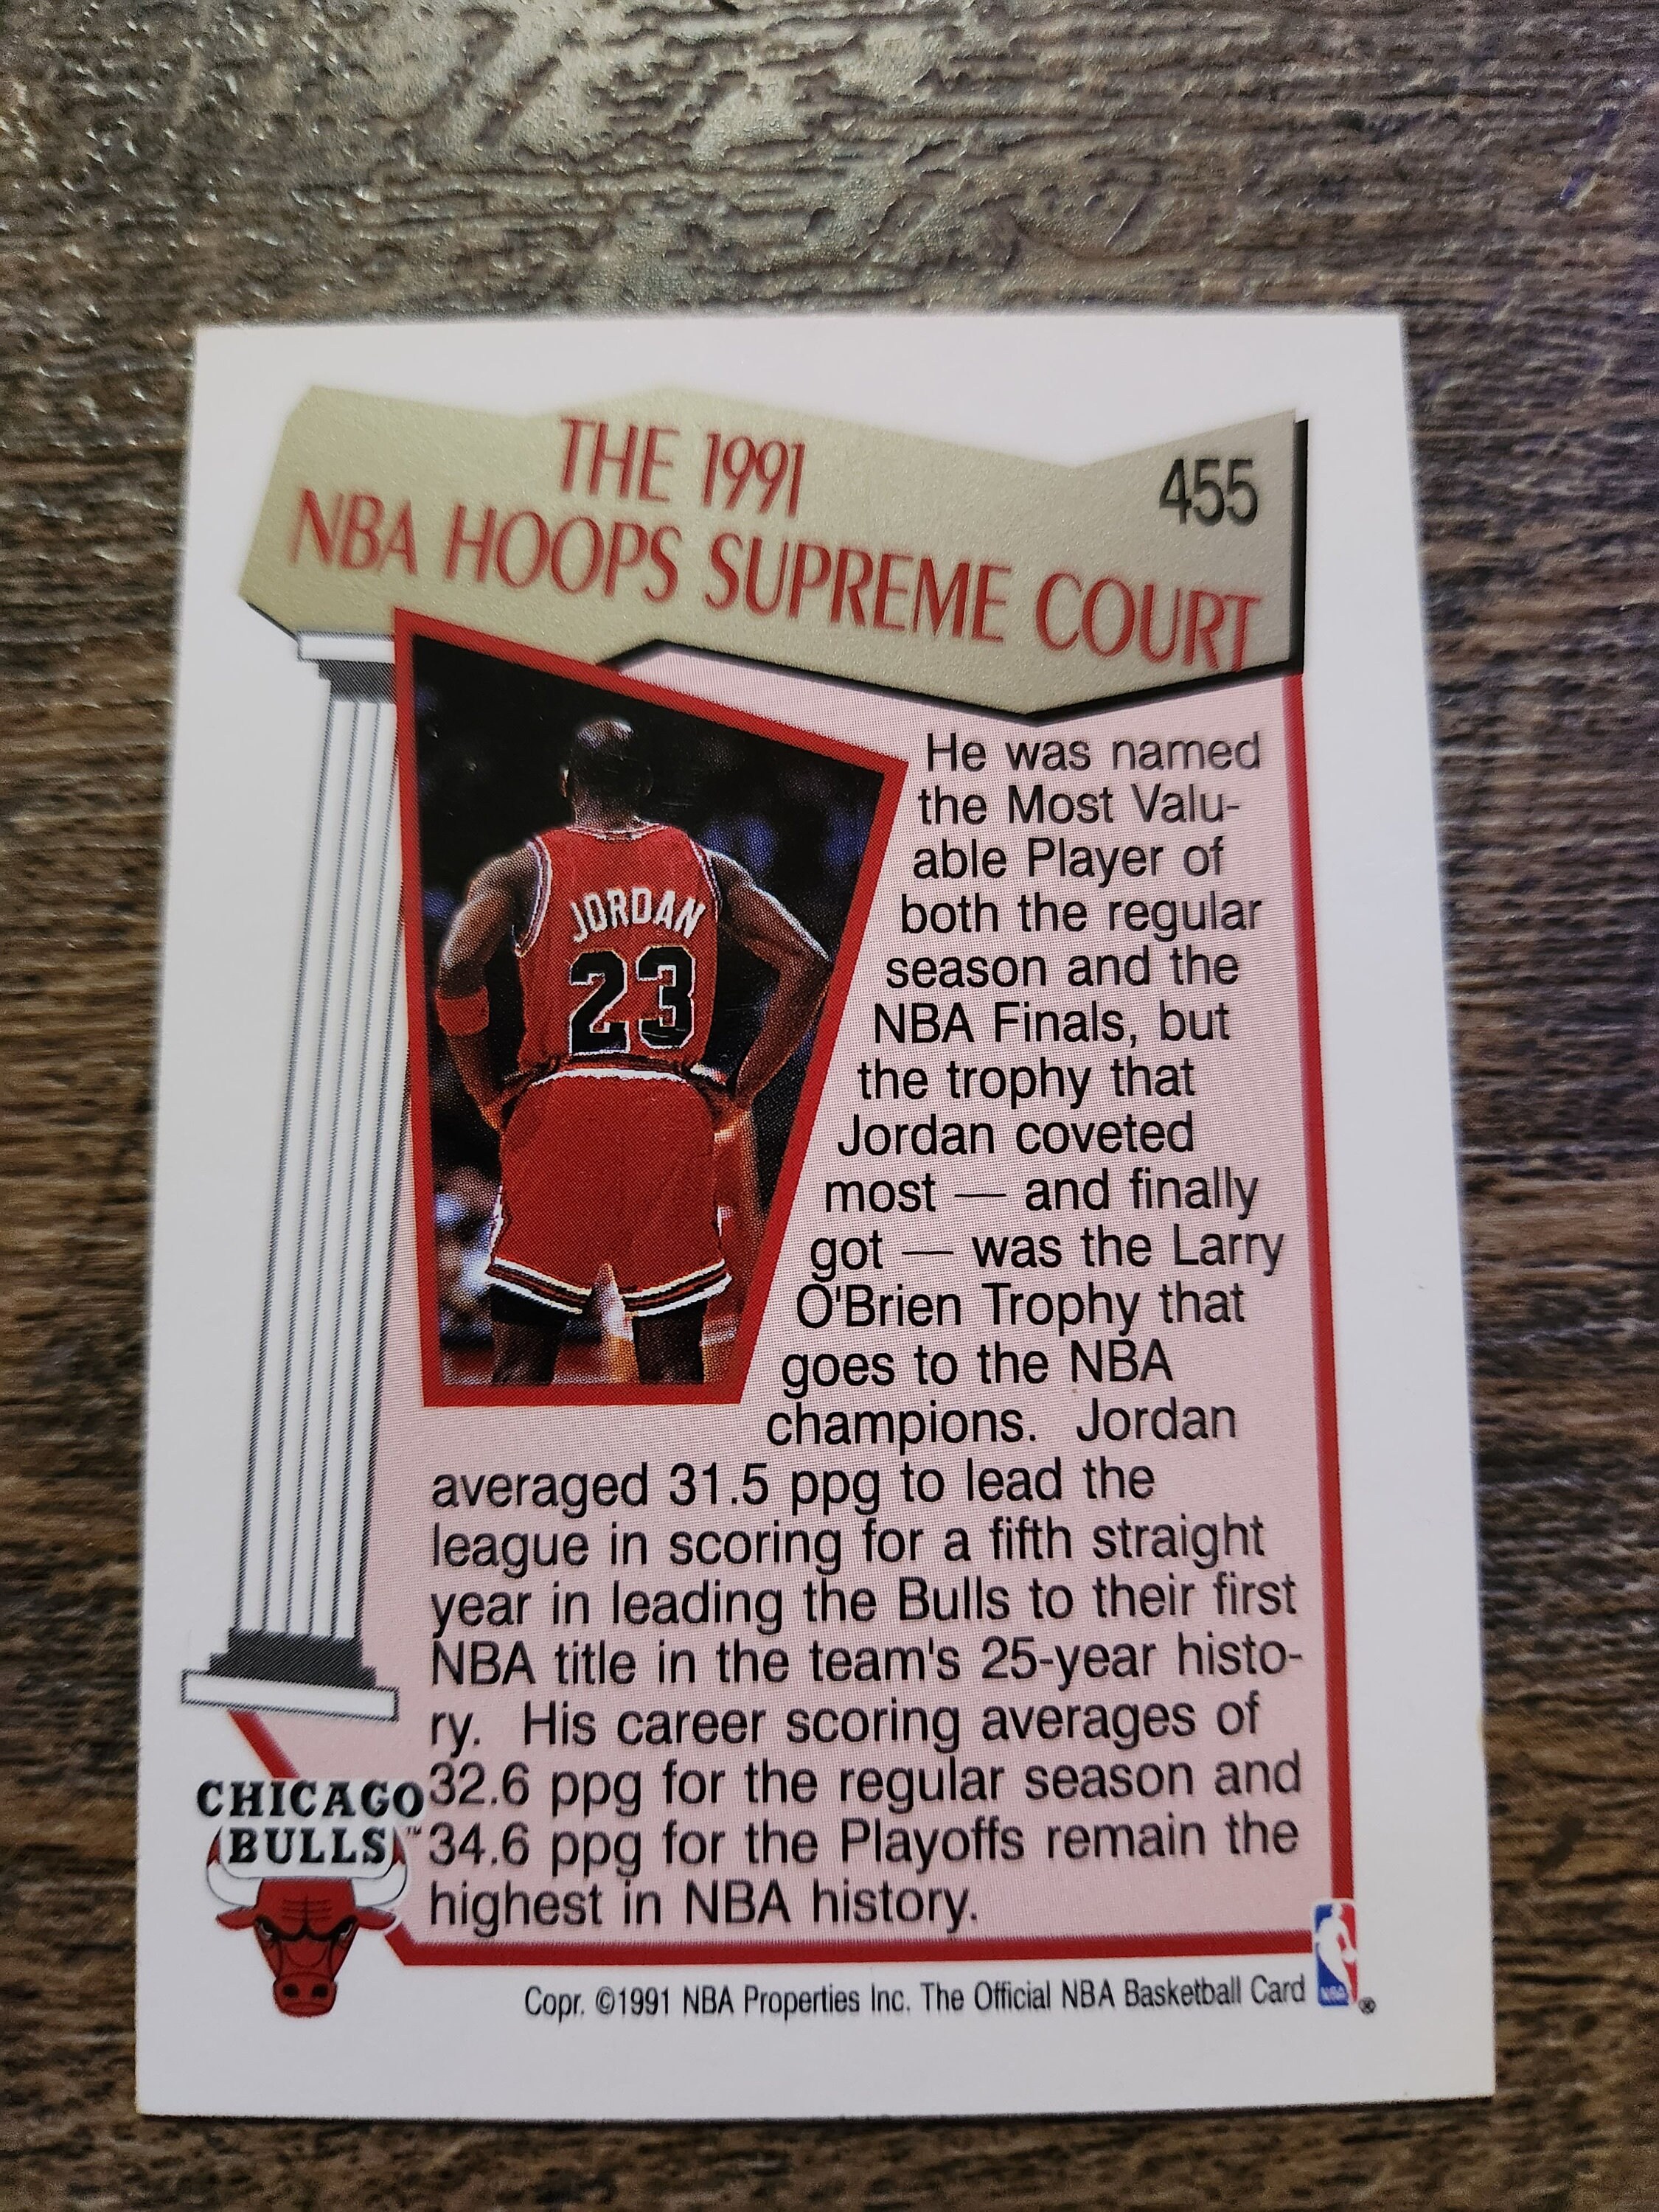 THE 1991
455
NBA HOOPS SUPREME COURT
JORDAN
23
He was named
the Most Valu-
able Player of
both the regular
season and the
NBA Finals, but
the trophy that
Jordan coveted
most — and finally
got — was the Larry
O'Brien Trophy that
goes to the NBA
champions. Jordan
averaged 31.5 ppg to lead the
league in scoring for a fifth straight
year in leading the Bulls to their first
NBA title in the team's 25-year histo-
ry. His career scoring averages of
32.6 ppg for the regular season and
34.6 ppg for the Playoffs remain the
highest in NBA history.
CHICAGO
BULLS™
Copr. ©1991 NBA Properties Inc. The Official NBA Basketball Card
NBA
®